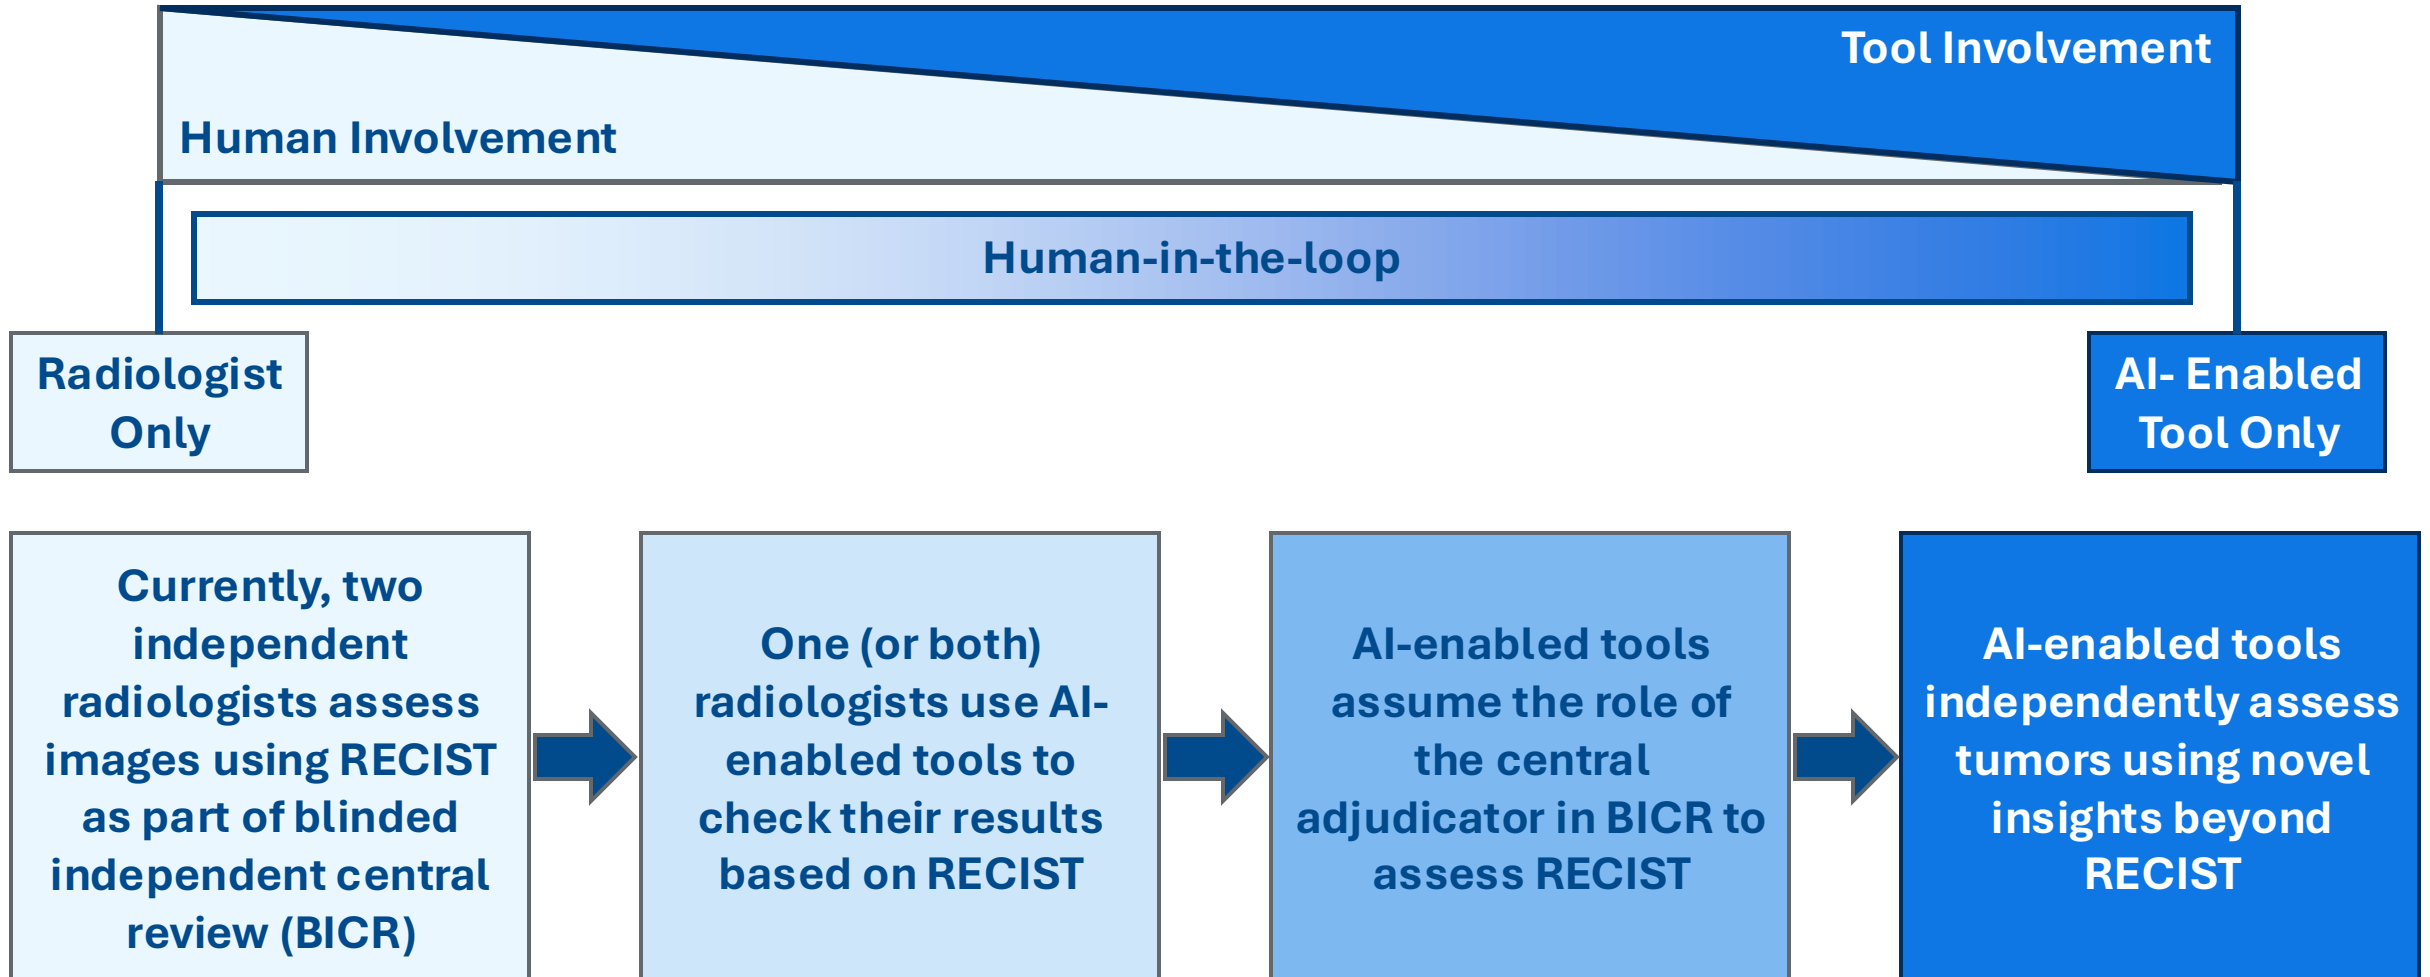 Tool Involvement
Human Involvement
Human-in-the-loop
Radiologist
Only
AI- Enabled
Tool Only
Currently, two
independent
radiologists assess
images using RECIST
as part of blinded
independent central
review (BICR)
One (or both)
radiologists use AI-
enabled tools to
check their results
based on RECIST
AI-enabled tools
assume the role of
the central
adjudicator in BICR to
assess RECIST
AI-enabled tools
independently assess
tumors using novel
insights beyond
RECIST